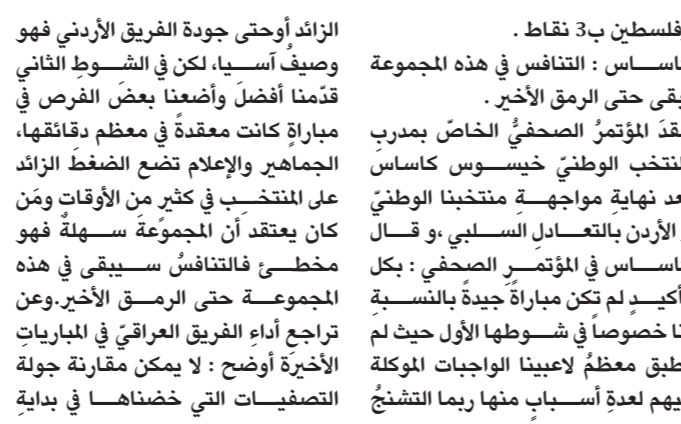 وفلسطين ب3 نقاط .
كاساس : التنافس في هذه المجموعة
يبقى حتى الرمق الأخير .
عقدَ المؤتمرُ الصحفيُّ الخاصّ بمدربِ
المنتخب الوطنيّ خيسوس كاساس
بعد نهايةِ مواجهةِ منتخبنا الوطنيّ
و الأردن بالتعادلِ السلبي ،و قال
كاساس في المؤتمرِ الصحفي : بكل
تأكيدٍ لم تكن مباراةً جيدةً بالنسبةِ
لنا خصوصاً في شوطها الأول حيث لم
يطبق معظمُ لاعبينا الواجبات الموكلة
إليهم لعدةِ أسبابٍ منها ربما التشنجُ
الزائد أوحتى جودة الفريق الأردني فهو
وصيفُ آسيا، لكن في الشوطِ الثاني
قدّمنا أفضلَ وأضعنا بعضَ الفرص في
مباراةٍ كانت معقدةً في معظم دقائقها،
الجماهير والإعلام تضع الضغطَ الزائد
على المنتخب في كثيرٍ من الأوقات ومَن
كان يعتقد أن المجموعةَ سهلةٌ فهو
مخطئ فالتنافسُ سيبقى في هذه
المجموعة حتى الرمق الأخير.وعن
تراجعِ أداءِ الفريق العراقيّ في المبارياتِ
الأخيرة أوضح : لا يمكن مقارنة جولة
التصفيات التي خضناها في بدايةِ